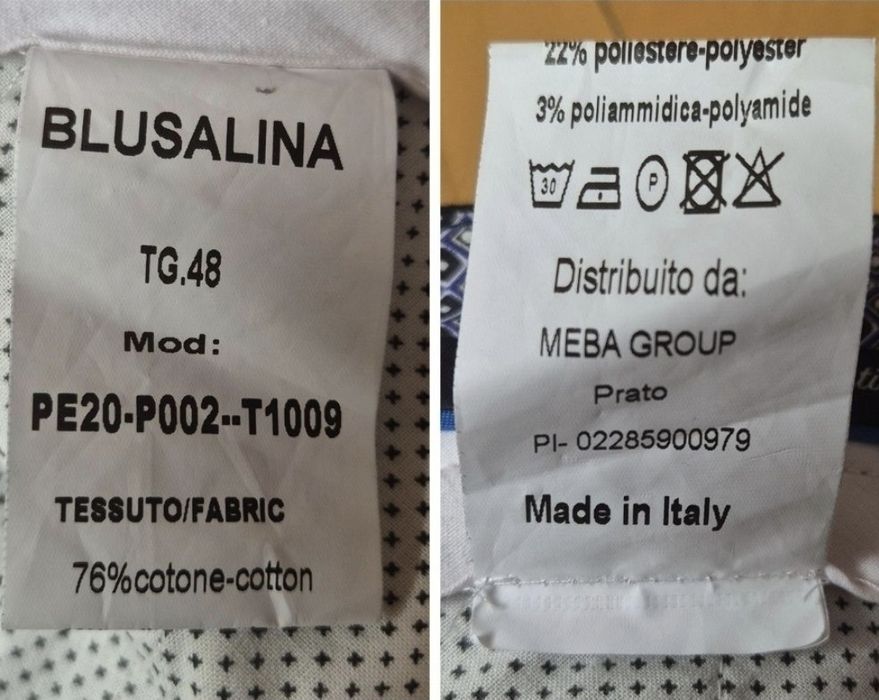 BLUSALINA
TG.48
Mod:
PE20-P002--T1009
TESSUTO/FABRIC
76%cotone-cotton
22% poliestere-polyester
3% poliammidica-polyamide
30 P
Distribuito da:
MEBA GROUP
Prato
PI- 02285900979
Made in Italy